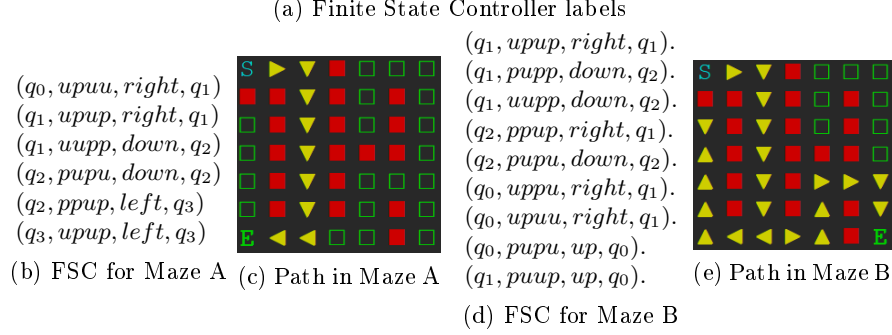 (a) Finite State Controller labels
(q0, upuu, right, q1)
(q1, upup, right, q1)
(q1, uupp, down, q2)
(q2, pupu, down, q2)
(q2, ppup, left, q3)
(q3, upup, left, q3)
(b) FSC for Maze A
S
E
(c) Path in Maze A
(q1, upup, right, q1).
(q1, pupp, down, q2).
(q1, uupp, down, q2).
(q2, ppup, right, q1).
(q2, pupu, down, q2).
(q0, uppu, right, q1).
(q0, upuu, right, q1).
(q0, pupu, up, q0).
(q1, puup, up, q0).
(d) FSC for Maze B
S
E
(e) Path in Maze B